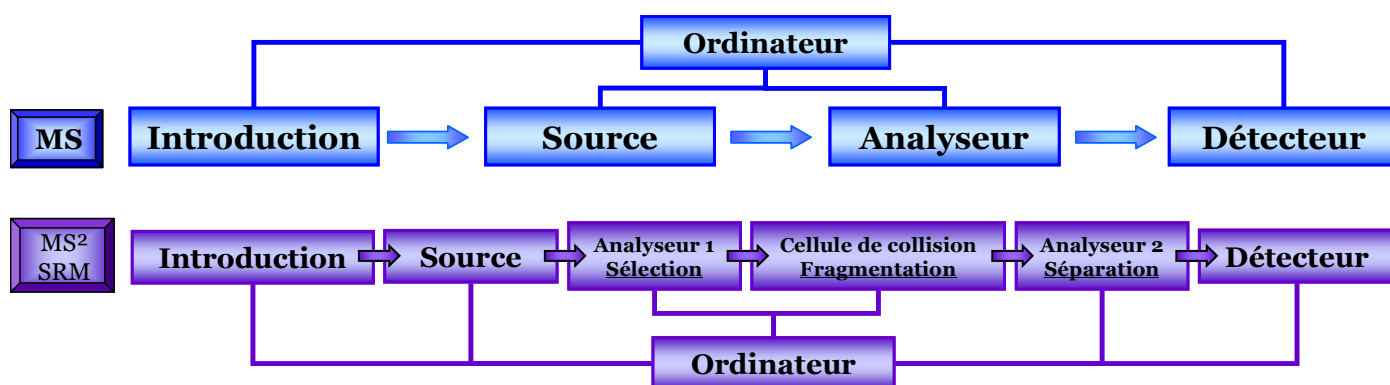 Ordinateur
MS
Introduction
Source
Analyseur
Détecteur
MS²
SRM
Introduction
Source
Analyseur 1
Sélection
Cellule de collision
Fragmentation
Analyseur 2
Séparation
Détecteur
Ordinateur